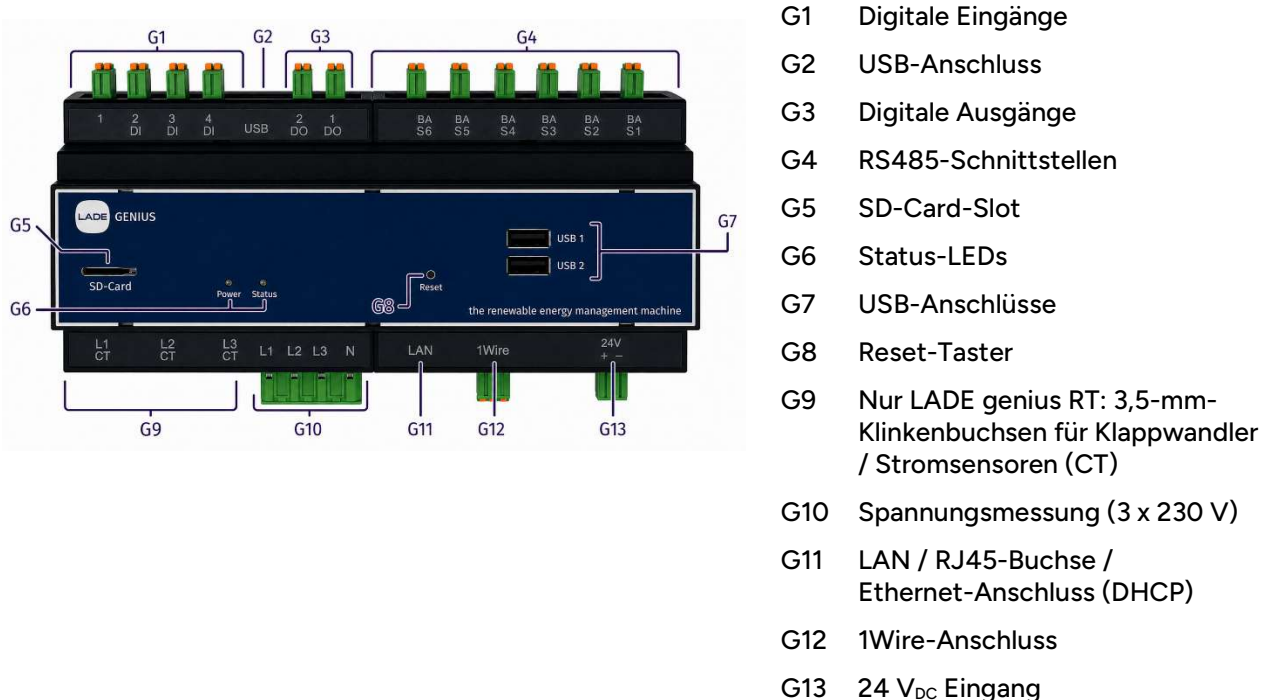 G1 G2 G3 G4
1 2 3 4 USB 2 1 BA BA BA BA BA BA
DI DI DI DO DO S6 S5 S4 S3 S2 S1
LADE GENIUS
G5
SD-Card
G6
Power Status
G8
Reset
USB 1
USB 2
G7
the renewable energy management machine
L1 L2 L3 L1 L2 L3 N LAN 1Wire 24V
CT CT CT + −
G9 G10 G11 G12 G13
G1 Digitale Eingänge
G2 USB-Anschluss
G3 Digitale Ausgänge
G4 RS485-Schnittstellen
G5 SD-Card-Slot
G6 Status-LEDs
G7 USB-Anschlüsse
G8 Reset-Taster
G9 Nur LADE genius RT: 3,5-mm-
Klinkenbuchsen für Klappwandler
/ Stromsensoren (CT)
G10 Spannungsmessung (3 x 230 V)
G11 LAN / RJ45-Buchse /
Ethernet-Anschluss (DHCP)
G12 1Wire-Anschluss
G13 24 VDC Eingang